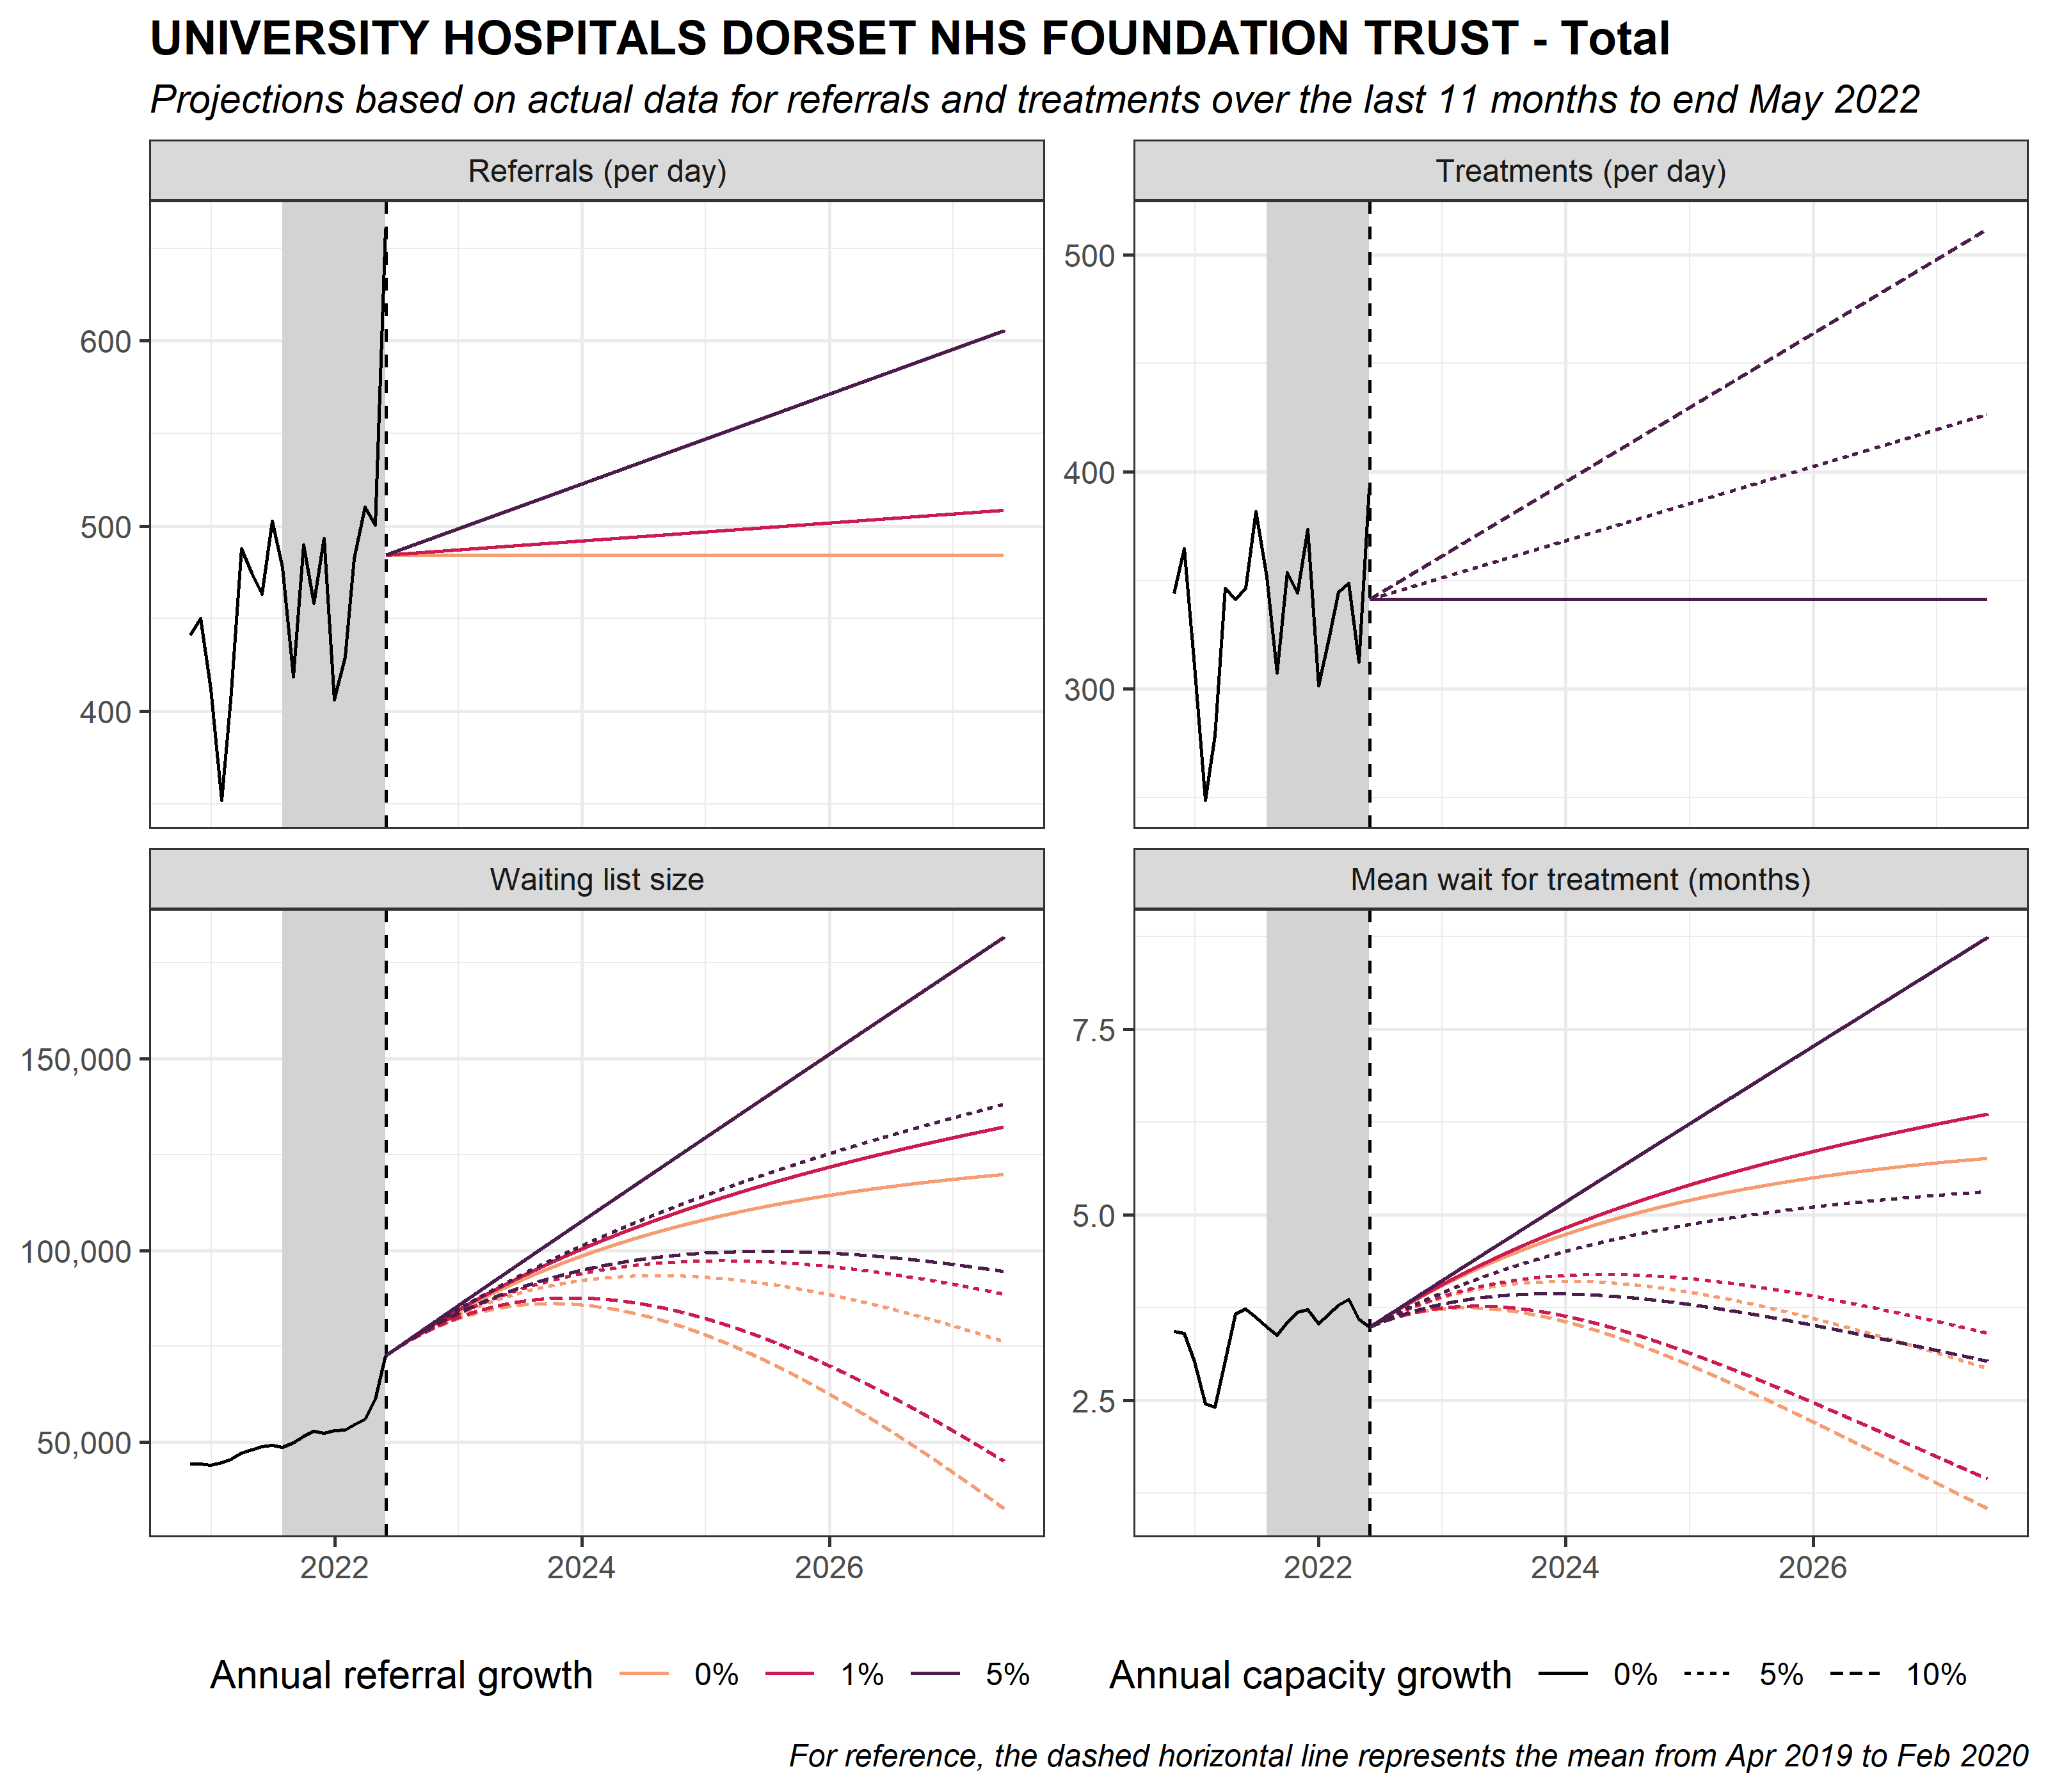 UNIVERSITY HOSPITALS DORSET NHS FOUNDATION TRUST - Total
Projections based on actual data for referrals and treatments over the last 11 months to end May 2022
Referrals (per day)
600
500
400
Treatments (per day)
500
400
300
Waiting list size
150,000
100,000
50,000
2022 2024 2026
Mean wait for treatment (months)
7.5
5.0
2.5
2022 2024 2026
Annual referral growth 0% 1% 5%
Annual capacity growth 0% 5% 10%
For reference, the dashed horizontal line represents the mean from Apr 2019 to Feb 2020